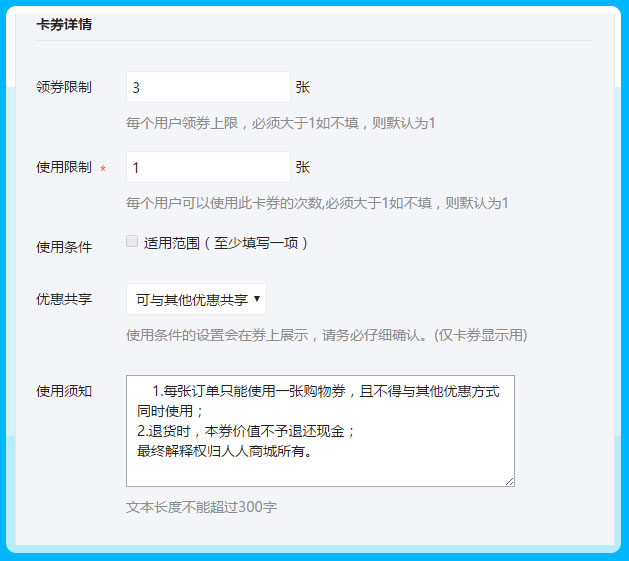 卡券详情
领券限制 3 张
每个用户领券上限，必须大于1如不填，则默认为1
使用限制 * 1 张
每个用户可以使用此卡券的次数,必须大于1如不填，则默认为1
使用条件 适用范围（至少填写一项）
优惠共享 可与其他优惠共享
使用条件的设置会在券上展示，请务必仔细确认。(仅卡券显示用)
使用须知 1.每张订单只能使用一张购物券，且不得与其他优惠方式
同时使用；
2.退货时，本券价值不予退还现金；
最终解释权归人人商城所有。
文本长度不能超过300字